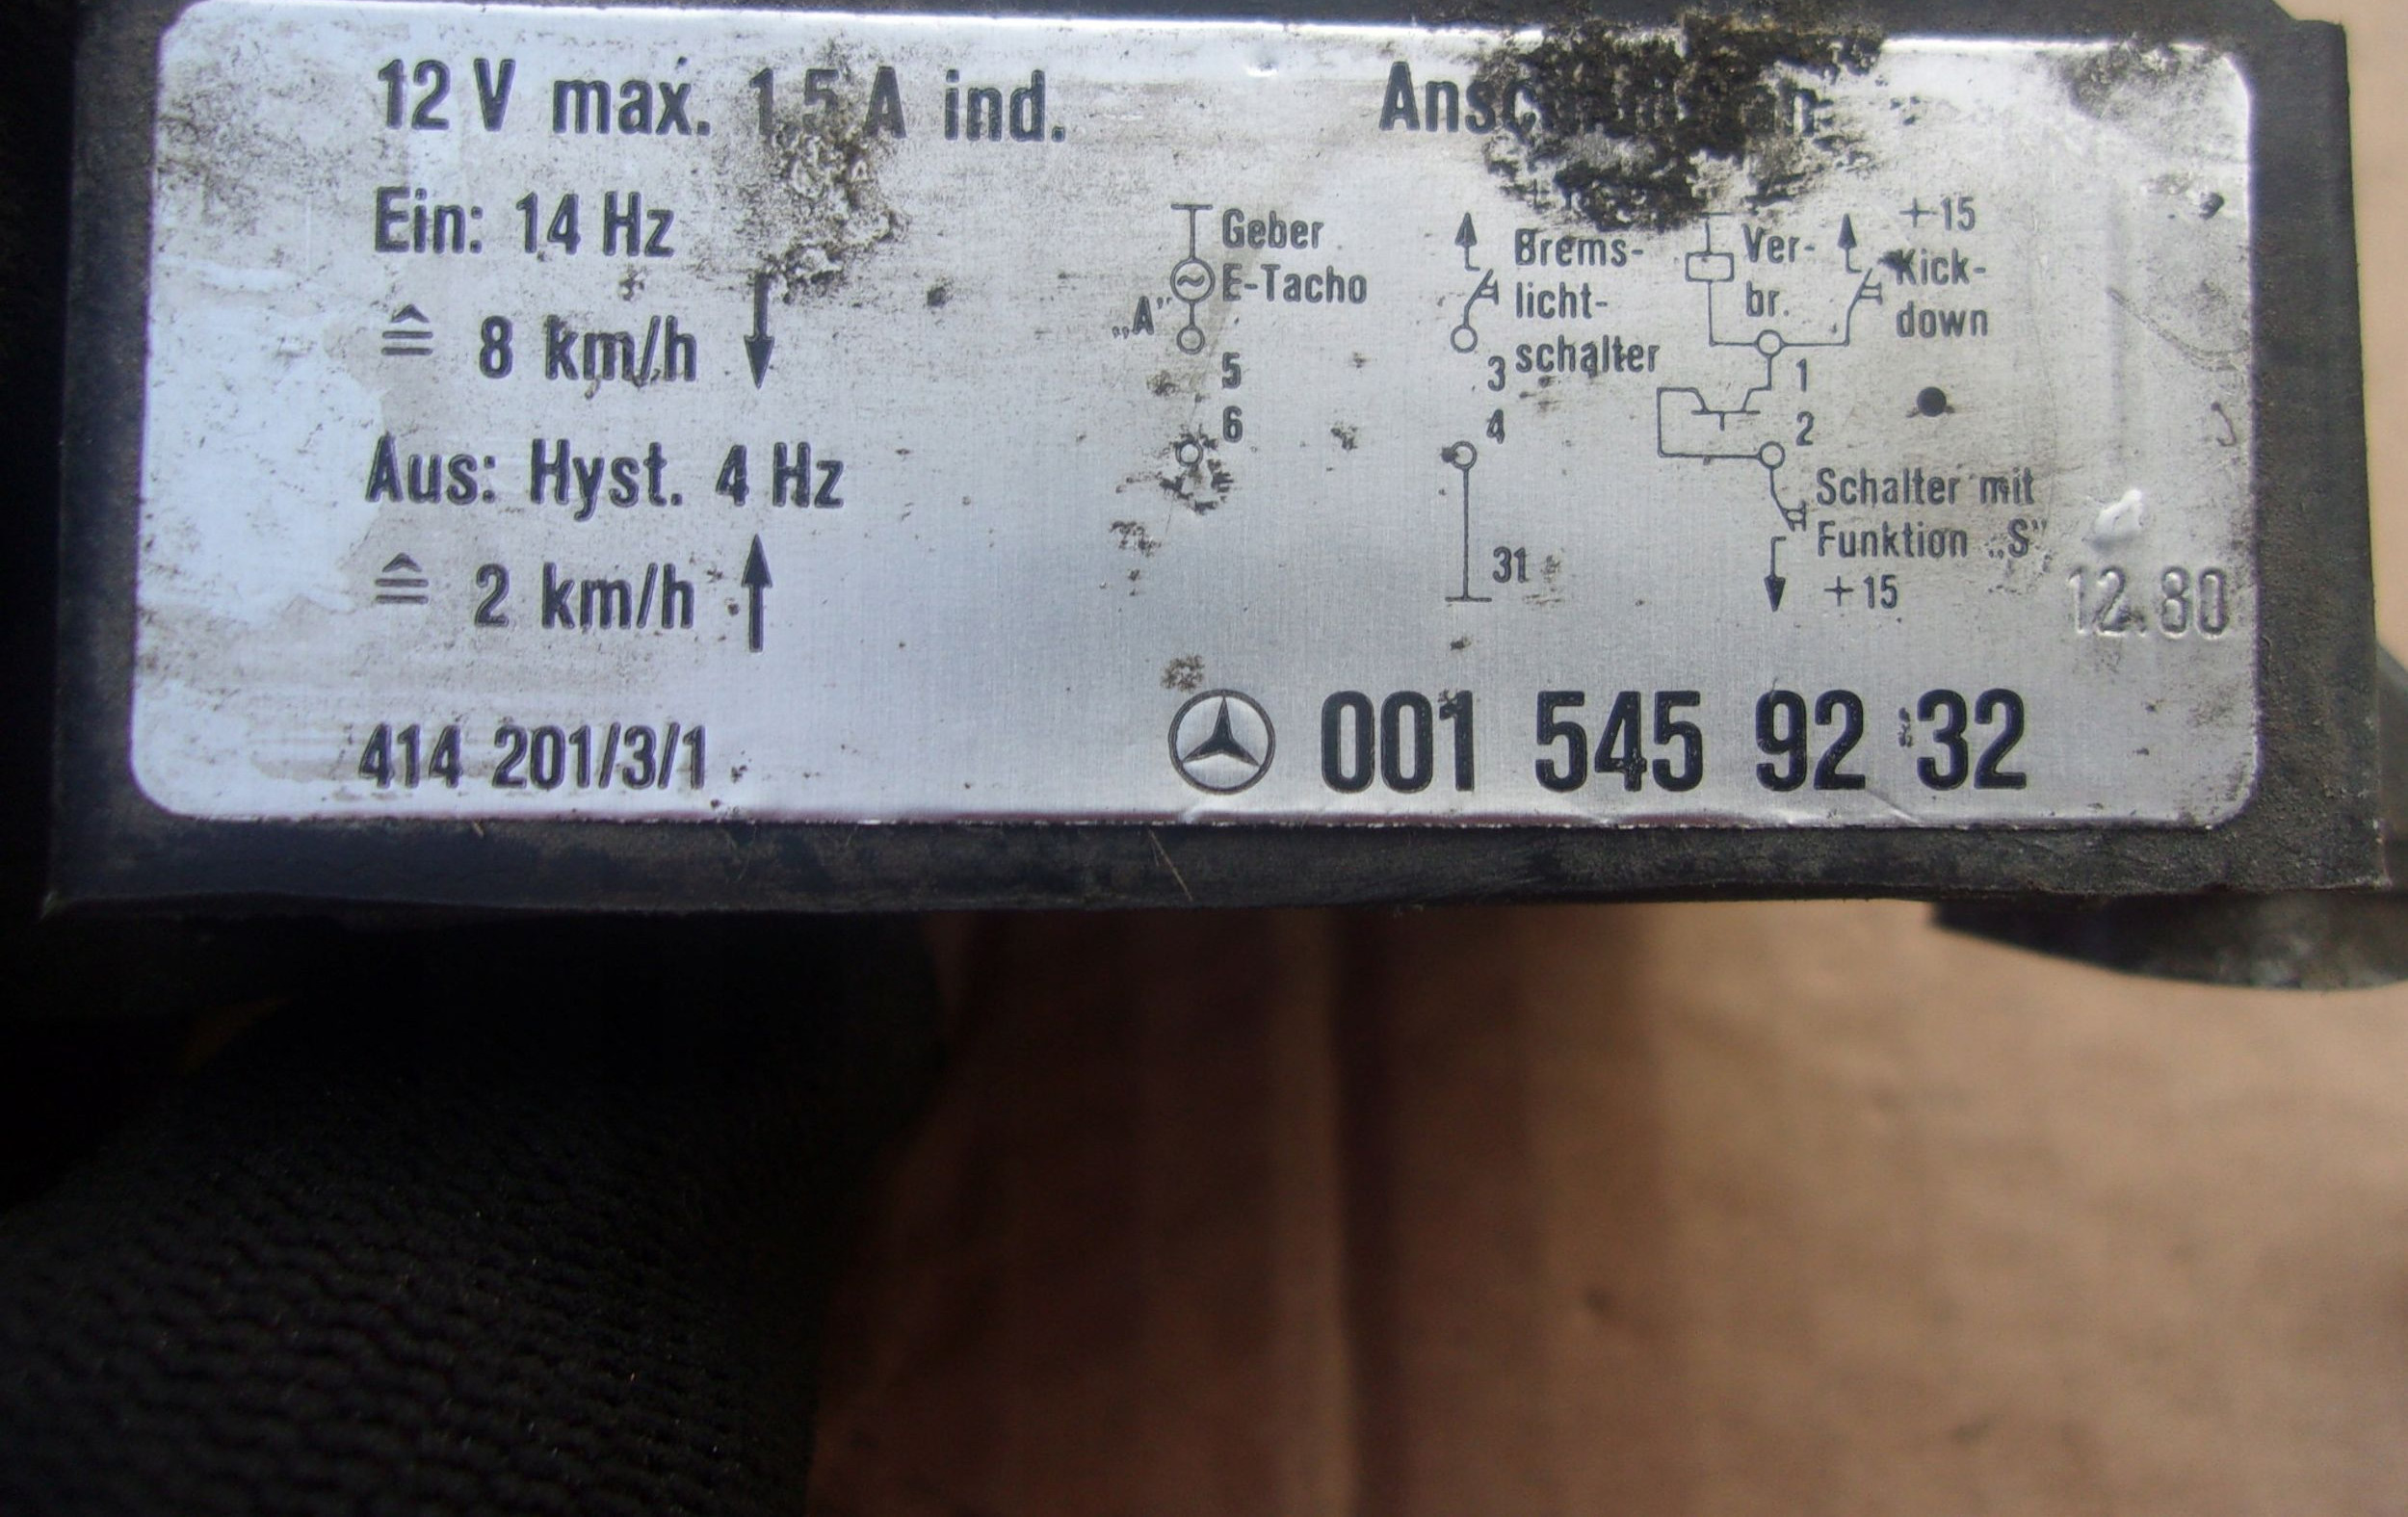 12 V max. 1,5 A ind.
Ein: 14 Hz
≙ 8 km/h ↓
Aus: Hyst. 4 Hz
≙ 2 km/h ↑
414 201/3/1
Geber
E-Tacho
„A"
5
6
Brems-
licht-
schalter
3
4
31
Ver-
br.
+15
Kick-
down
1
2
Schalter mit
Funktion „S"
+15
12.80
001 545 92 32